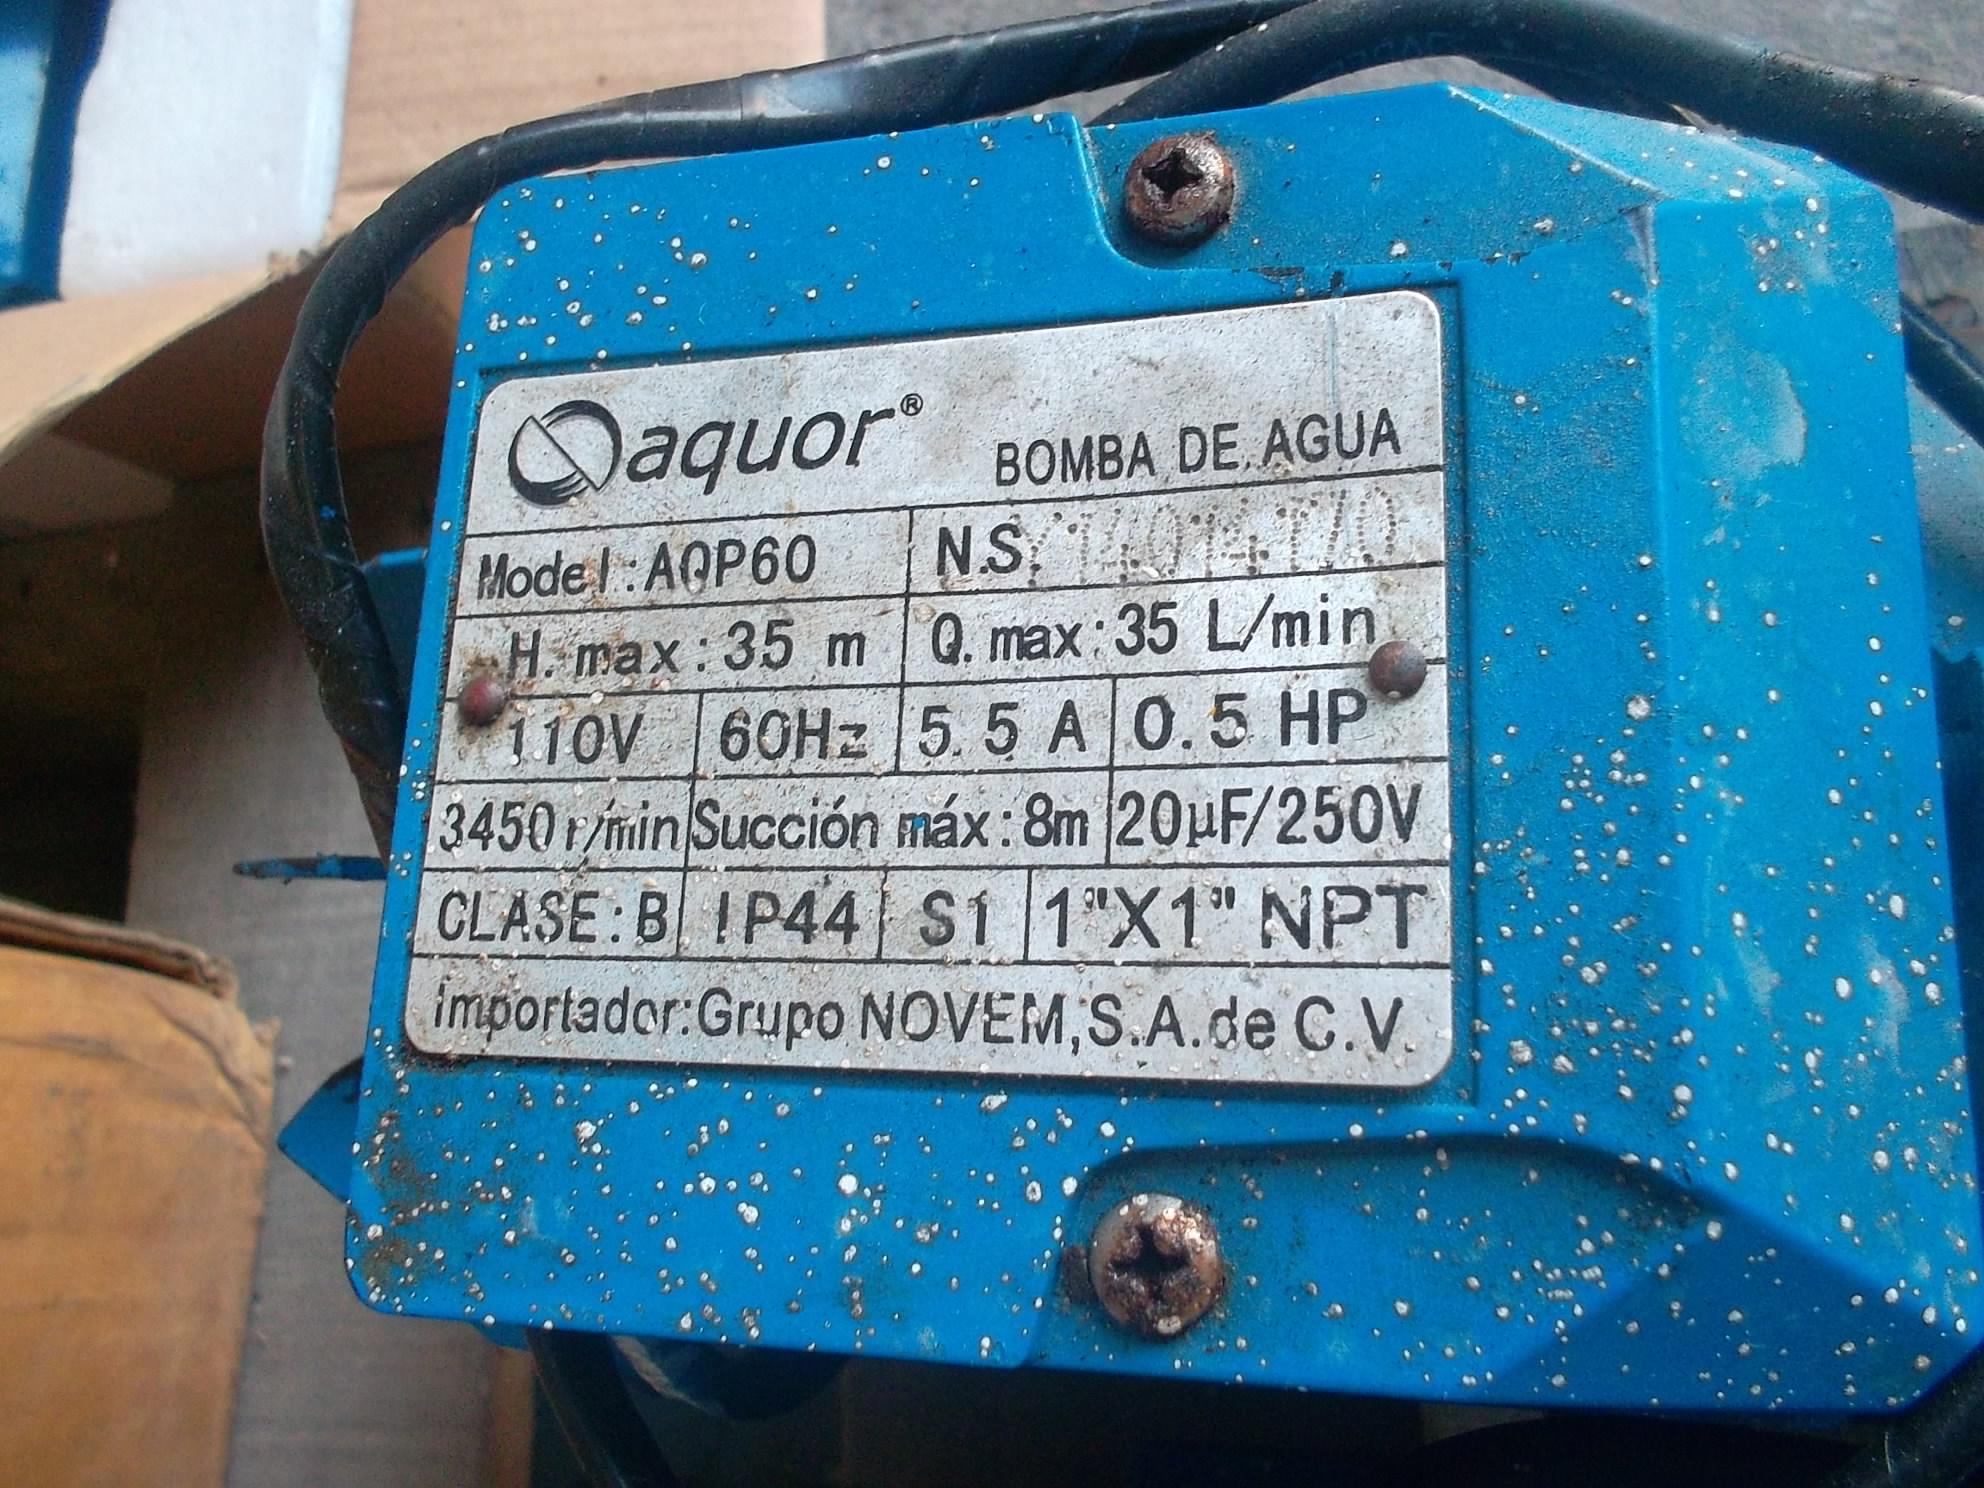 aquor®
BOMBA DE AGUA
Model:AQP60
N.S
H. max:35 m
Q. max:35 L/min
110V
60Hz
5.5 A
0.5 HP
3450 r/min
Succión máx:8m
20µF/250V
CLASE:B
IP44
S1
1"X1" NPT
Importador:Grupo NOVEM,S.A.de C.V.